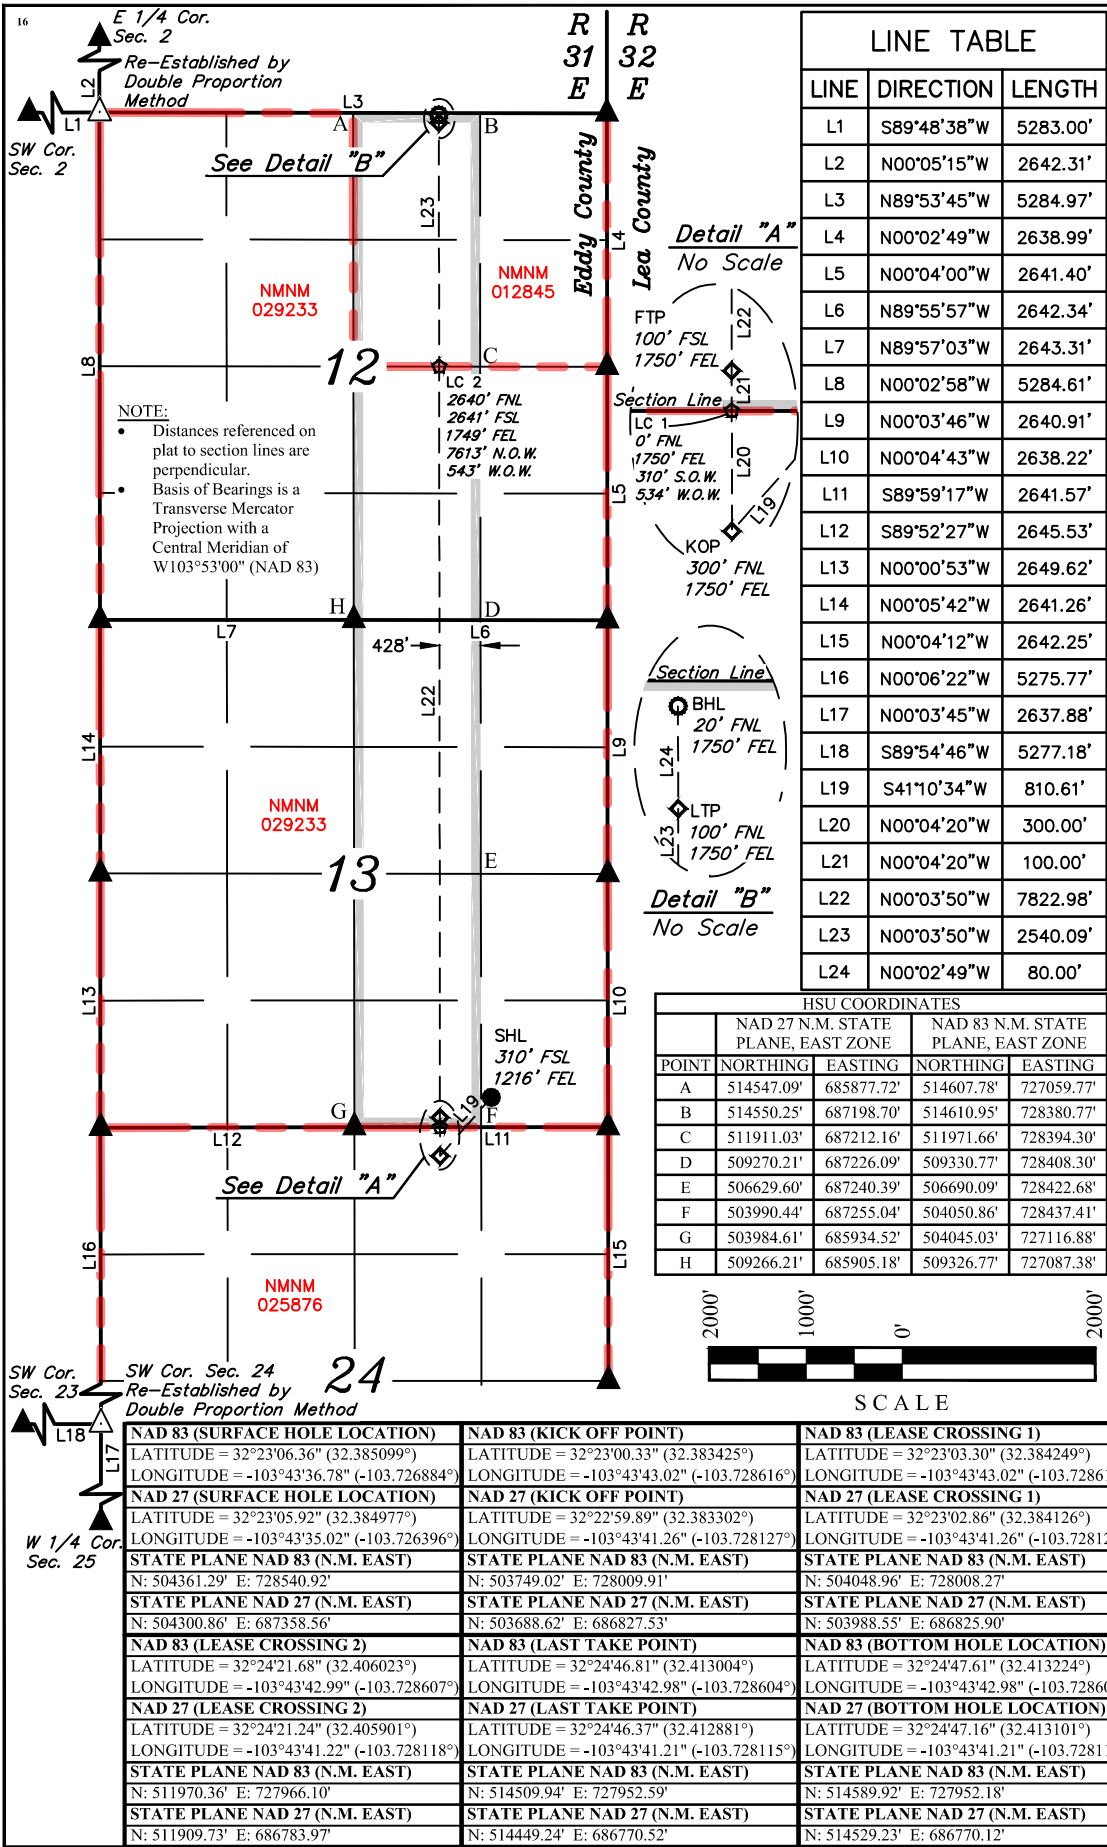 16
E 1/4 Cor.
Sec. 2
Re-Established by
Double Proportion
Method
L2
L1
SW Cor.
Sec. 2
L3
A
B
See Detail "B"
R
31
E
R
32
E
Eddy County
Lea County
L23
L4
NMNM
029233
NMNM
012845
12
C
L8
LC 2
2640' FNL
2641' FSL
1749' FEL
7613' N.O.W.
543' W.O.W.
NOTE:
• Distances referenced on
plat to section lines are
perpendicular.
• Basis of Bearings is a
Transverse Mercator
Projection with a
Central Meridian of
W103°53'00" (NAD 83)
L5
H
D
L7
L6
428'
L22
L14
L9
NMNM
029233
13
E
L13
L10
SHL
310' FSL
1216' FEL
G
L19
F
L12
L11
See Detail "A"
L16
L15
NMNM
025876
24
SW Cor.
Sec. 23
SW Cor. Sec. 24
Re-Established by
Double Proportion Method
L18
L17
W 1/4 Cor.
Sec. 25
Detail "A"
No Scale
FTP
100' FSL
1750' FEL
L22
L21
Section Line
LC 1
0' FNL
1750' FEL
310' S.O.W.
534' W.O.W.
L20
L19
KOP
300' FNL
1750' FEL
Section Line
BHL
20' FNL
1750' FEL
L24
LTP
100' FNL
1750' FEL
L23
Detail "B"
No Scale
LINE TABLE
LINE DIRECTION LENGTH
L1 S89°48'38"W 5283.00'
L2 N00°05'15"W 2642.31'
L3 N89°53'45"W 5284.97'
L4 N00°02'49"W 2638.99'
L5 N00°04'00"W 2641.40'
L6 N89°55'57"W 2642.34'
L7 N89°57'03"W 2643.31'
L8 N00°02'58"W 5284.61'
L9 N00°03'46"W 2640.91'
L10 N00°04'43"W 2638.22'
L11 S89°59'17"W 2641.57'
L12 S89°52'27"W 2645.53'
L13 N00°00'53"W 2649.62'
L14 N00°05'42"W 2641.26'
L15 N00°04'12"W 2642.25'
L16 N00°06'22"W 5275.77'
L17 N00°03'45"W 2637.88'
L18 S89°54'46"W 5277.18'
L19 S41°10'34"W 810.61'
L20 N00°04'20"W 300.00'
L21 N00°04'20"W 100.00'
L22 N00°03'50"W 7822.98'
L23 N00°03'50"W 2540.09'
L24 N00°02'49"W 80.00'
HSU COORDINATES
NAD 27 N.M. STATE PLANE, EAST ZONE NAD 83 N.M. STATE PLANE, EAST ZONE
POINT NORTHING EASTING NORTHING EASTING
A 514547.09' 685877.72' 514607.78' 727059.77'
B 514550.25' 687198.70' 514610.95' 728380.77'
C 511911.03' 687212.16' 511971.66' 728394.30'
D 509270.21' 687226.09' 509330.77' 728408.30'
E 506629.60' 687240.39' 506690.09' 728422.68'
F 503990.44' 687255.04' 504050.86' 728437.41'
G 503984.61' 685934.52' 504045.03' 727116.88'
H 509266.21' 685905.18' 509326.77' 727087.38'
2000' 1000' 0' 2000'
SCALE
NAD 83 (SURFACE HOLE LOCATION) NAD 83 (KICK OFF POINT) NAD 83 (LEASE CROSSING 1)
LATITUDE = 32°23'06.36" (32.385099°) LATITUDE = 32°23'00.33" (32.383425°) LATITUDE = 32°23'03.30" (32.384249°)
LONGITUDE = -103°43'36.78" (-103.726884°) LONGITUDE = -103°43'43.02" (-103.728616°) LONGITUDE = -103°43'43.02" (-103.72861
NAD 27 (SURFACE HOLE LOCATION) NAD 27 (KICK OFF POINT) NAD 27 (LEASE CROSSING 1)
LATITUDE = 32°23'05.92" (32.384977°) LATITUDE = 32°22'59.89" (32.383302°) LATITUDE = 32°23'02.86" (32.384126°)
LONGITUDE = -103°43'35.02" (-103.726396°) LONGITUDE = -103°43'41.26" (-103.728127°) LONGITUDE = -103°43'41.26" (-103.72812
STATE PLANE NAD 83 (N.M. EAST) STATE PLANE NAD 83 (N.M. EAST) STATE PLANE NAD 83 (N.M. EAST)
N: 504361.29' E: 728540.92' N: 503749.02' E: 728009.91' N: 504048.96' E: 728008.27'
STATE PLANE NAD 27 (N.M. EAST) STATE PLANE NAD 27 (N.M. EAST) STATE PLANE NAD 27 (N.M. EAST)
N: 504300.86' E: 687358.56' N: 503688.62' E: 686827.53' N: 503988.55' E: 686825.90'
NAD 83 (LEASE CROSSING 2) NAD 83 (LAST TAKE POINT) NAD 83 (BOTTOM HOLE LOCATION)
LATITUDE = 32°24'21.68" (32.406023°) LATITUDE = 32°24'46.81" (32.413004°) LATITUDE = 32°24'47.61" (32.413224°)
LONGITUDE = -103°43'42.99" (-103.728607°) LONGITUDE = -103°43'42.98" (-103.728604°) LONGITUDE = -103°43'42.98" (-103.72860
NAD 27 (LEASE CROSSING 2) NAD 27 (LAST TAKE POINT) NAD 27 (BOTTOM HOLE LOCATION)
LATITUDE = 32°24'21.24" (32.405901°) LATITUDE = 32°24'46.37" (32.412881°) LATITUDE = 32°24'47.16" (32.413101°)
LONGITUDE = -103°43'41.22" (-103.728118°) LONGITUDE = -103°43'41.21" (-103.728115°) LONGITUDE = -103°43'41.21" (-103.72811
STATE PLANE NAD 83 (N.M. EAST) STATE PLANE NAD 83 (N.M. EAST) STATE PLANE NAD 83 (N.M. EAST)
N: 511970.36' E: 727966.10' N: 514509.94' E: 727952.59' N: 514589.92' E: 727952.18'
STATE PLANE NAD 27 (N.M. EAST) STATE PLANE NAD 27 (N.M. EAST) STATE PLANE NAD 27 (N.M. EAST)
N: 511909.73' E: 686783.97' N: 514449.24' E: 686770.52' N: 514529.23' E: 686770.12'